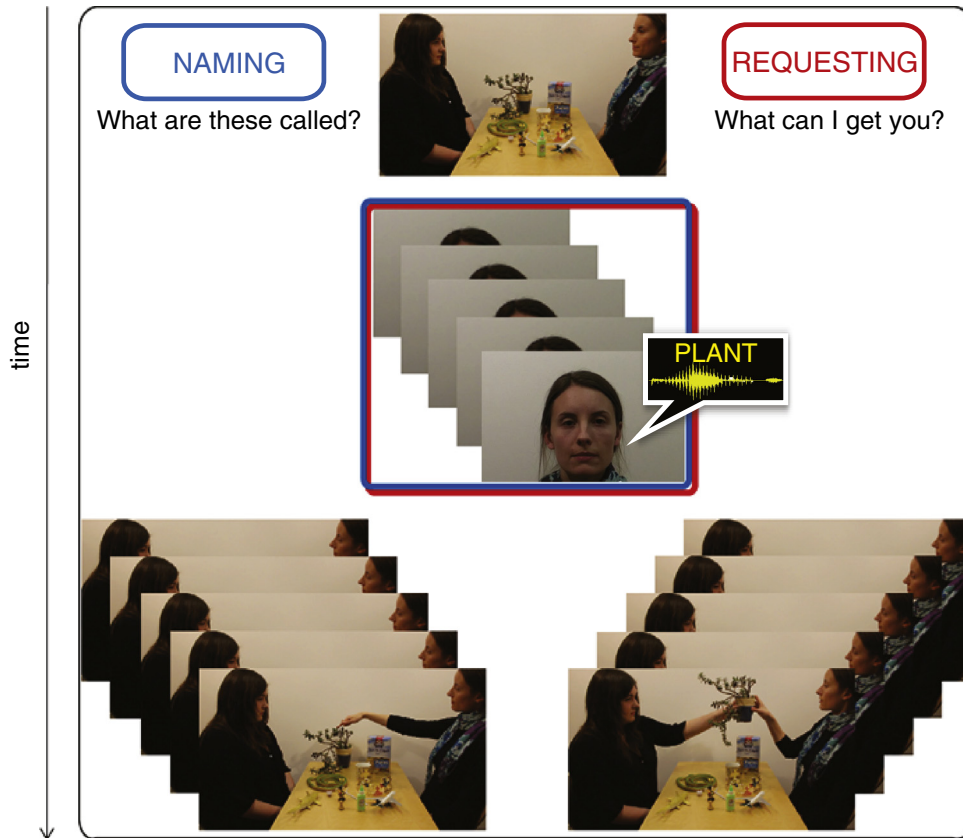 NAMING
What are these called?
REQUESTING
What can I get you?
time
PLANT